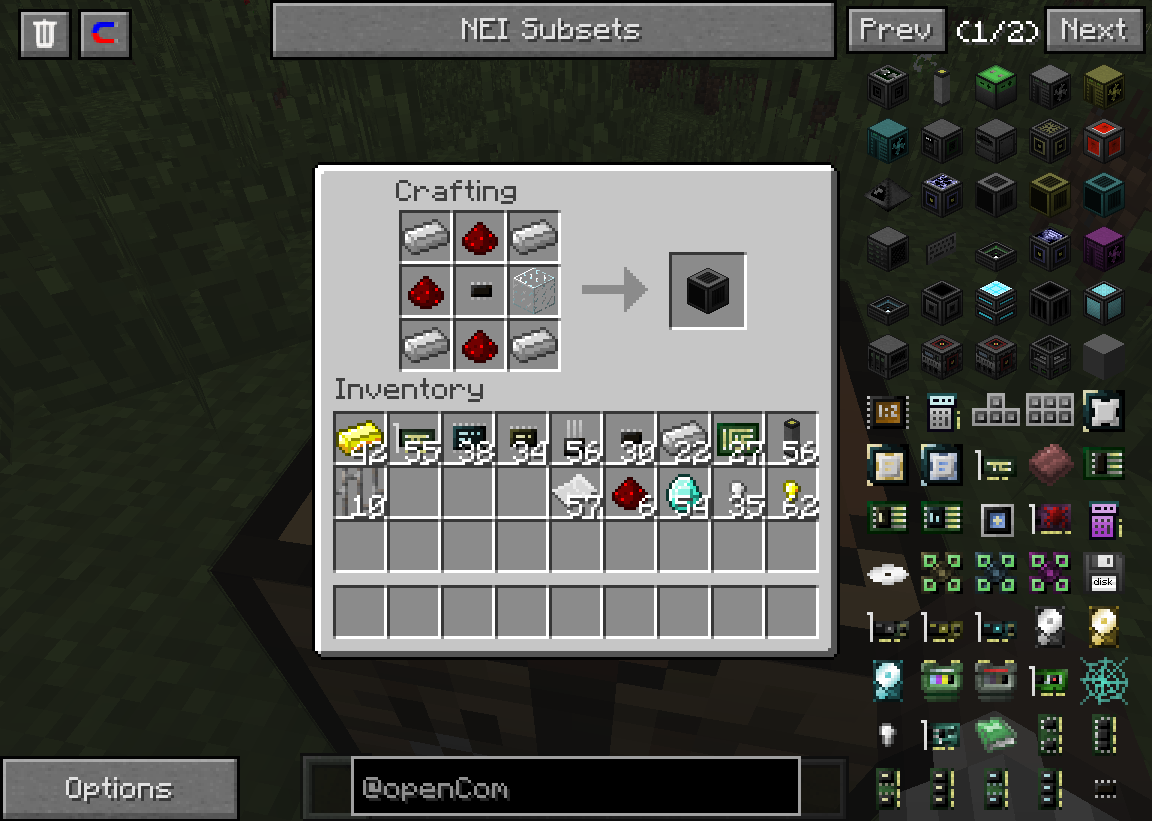 NEI Subsets
Prev (1/2) Next
Crafting
Inventory
42 55 38 34 56 30 22 27 56
10 57 6 54 35 62
1:2
disk
Options
@openCom